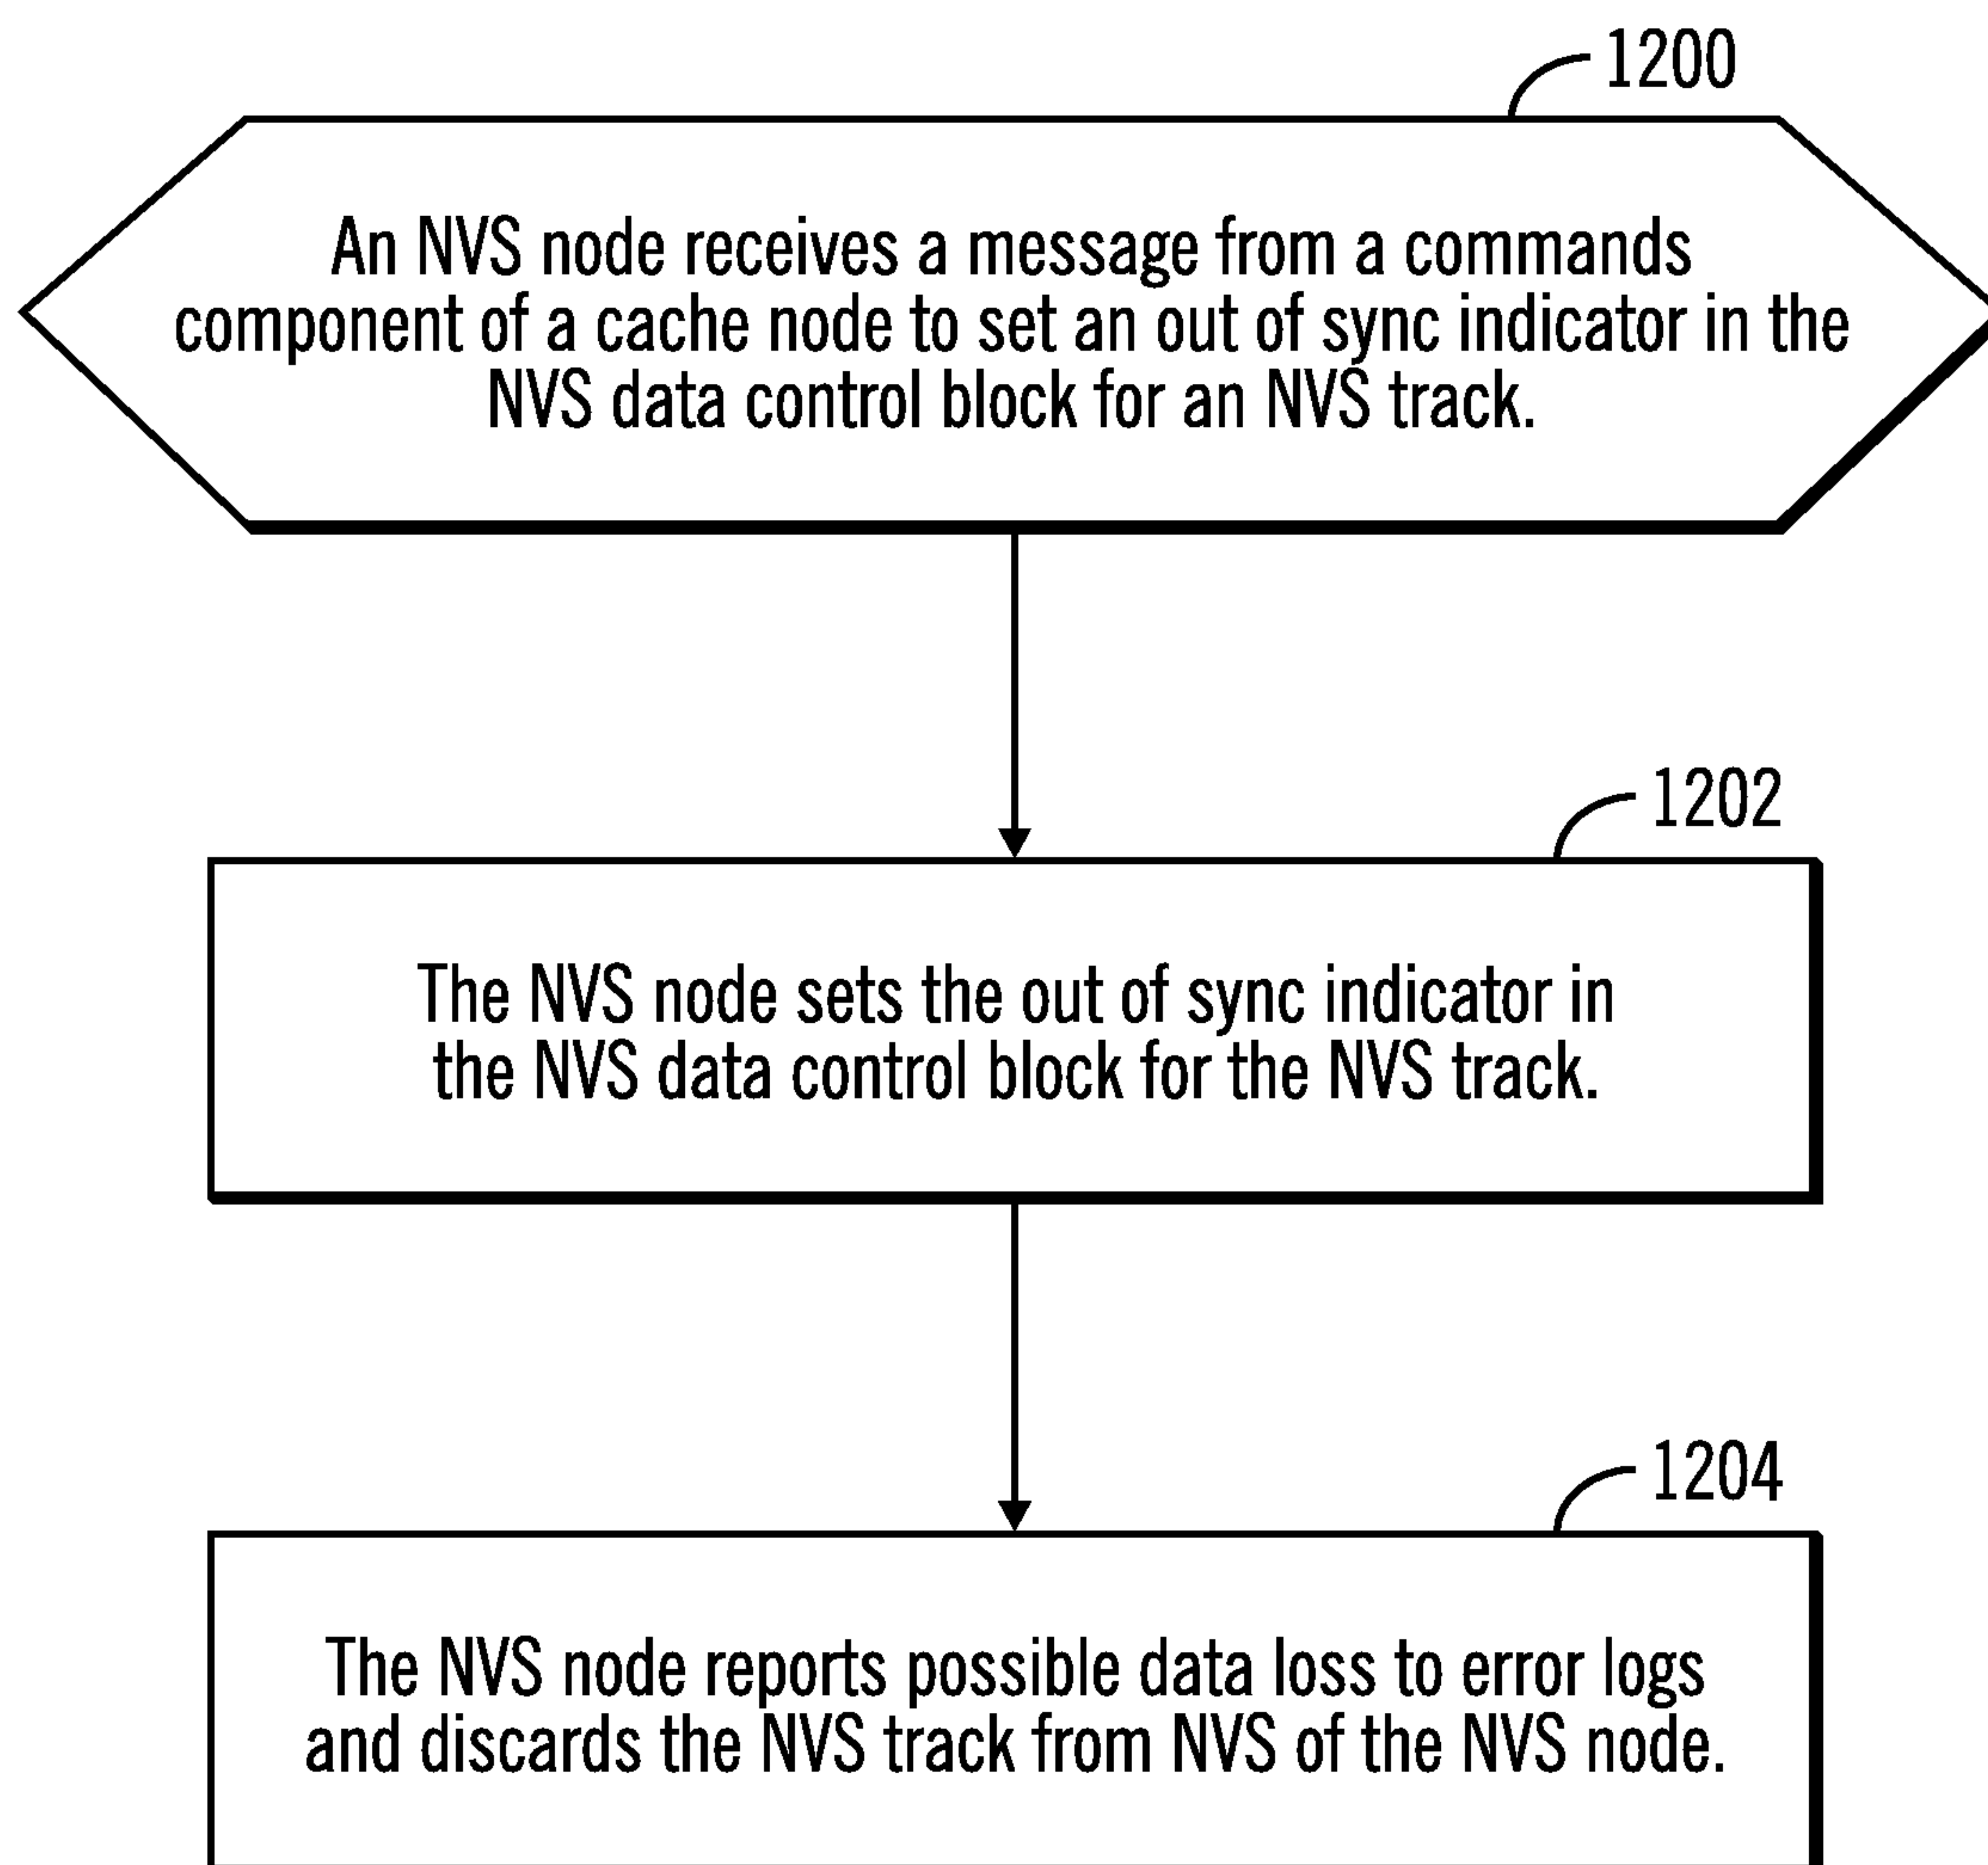 1200
An NVS node receives a message from a commands
component of a cache node to set an out of sync indicator in the
NVS data control block for an NVS track.
1202
The NVS node sets the out of sync indicator in
the NVS data control block for the NVS track.
1204
The NVS node reports possible data loss to error logs
and discards the NVS track from NVS of the NVS node.